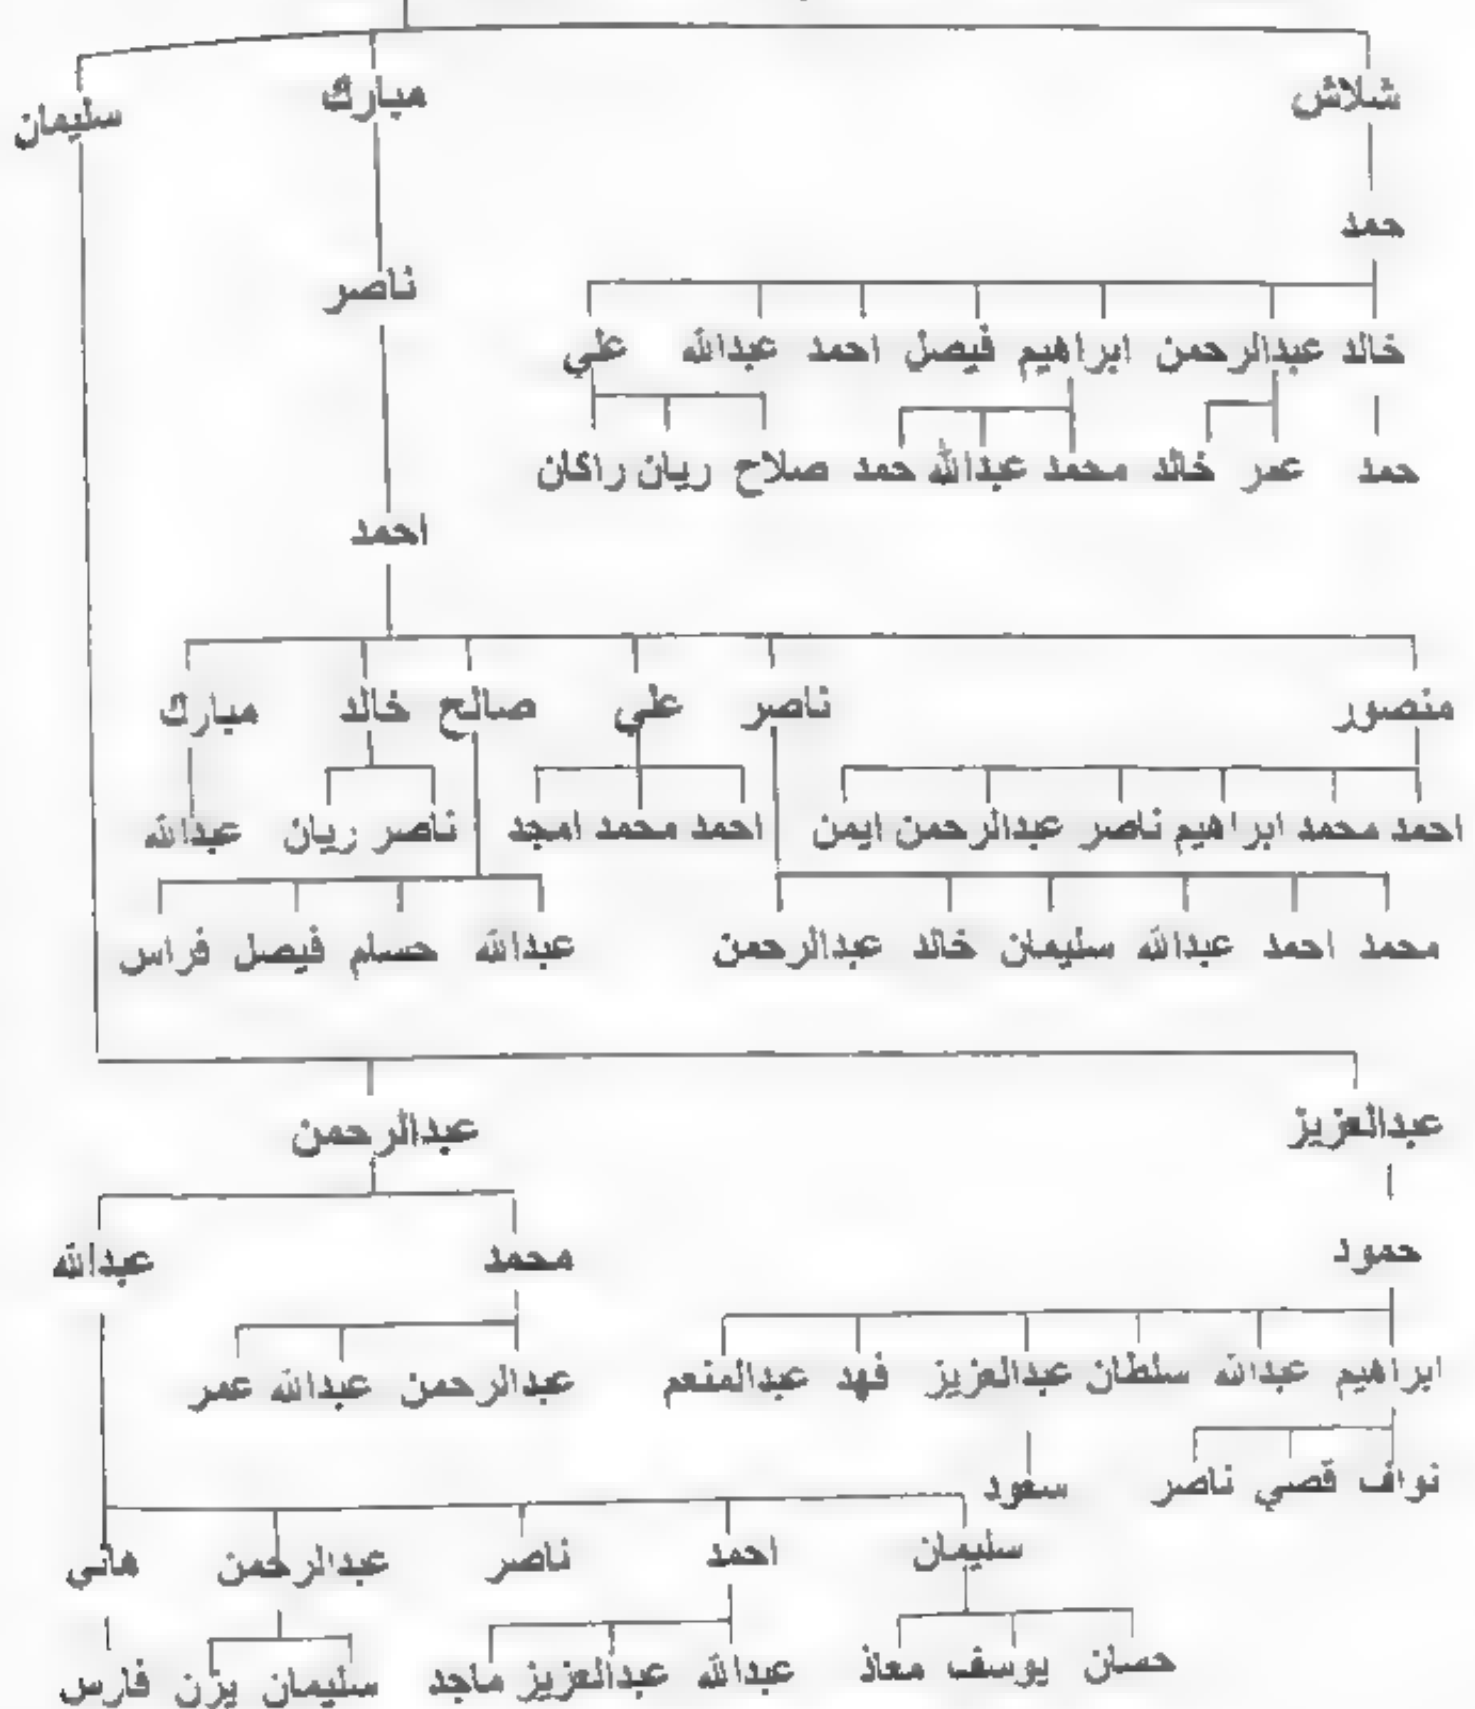 شلاش مبارك سليمان
حمد
ناصر
خالد عبدالرحمن ابراهيم فيصل احمد عبدالله علي
حمد عمر خالد محمد عبدالله حمد صلاح ريان راكان
احمد
منصور ناصر علي صالح خالد مبارك
احمد محمد ابراهيم ناصر عبدالرحمن ايمن احمد محمد امجد ناصر ريان عبدالله
محمد احمد عبدالله سليمان خالد عبدالرحمن عبدالله حسام فيصل فراس
عبدالعزيز عبدالرحمن
حمود محمد عبدالله
ابراهيم عبدالله سلطان عبدالعزيز فهد عبدالمنعم عبدالرحمن عبدالله عمر
نواف قصي ناصر سعود
سليمان احمد ناصر عبدالرحمن هاني
حسان يوسف معاذ عبدالله عبدالعزيز ماجد سليمان يزن فارس